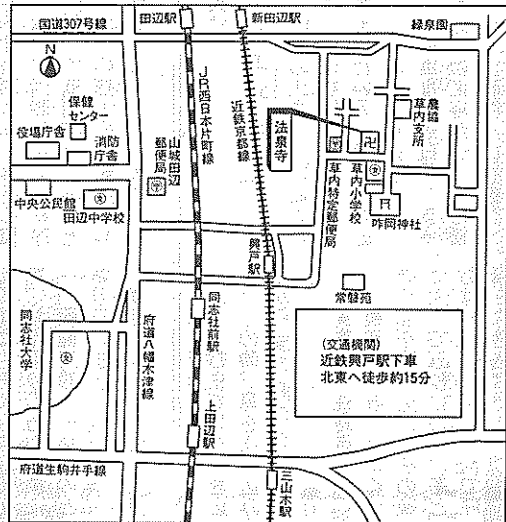 国道307号線
田辺駅
新田辺駅
緑泉園
N
JR西日本片町線
近鉄京都線
保健
センター
役場庁舎
消防
庁舎
山城田辺
郵便局
法泉寺
卍
農協
草内支所
中央公民館
田辺中学校
文
草内特定郵便局
草内小学校
文
咋岡神社
興戸駅
常磐苑
同志社大学
文
府道八幡木津線
同志社前駅
(交通機関)
近鉄興戸駅下車
北東へ徒歩約15分
上田辺駅
府道生駒井手線
三山木駅